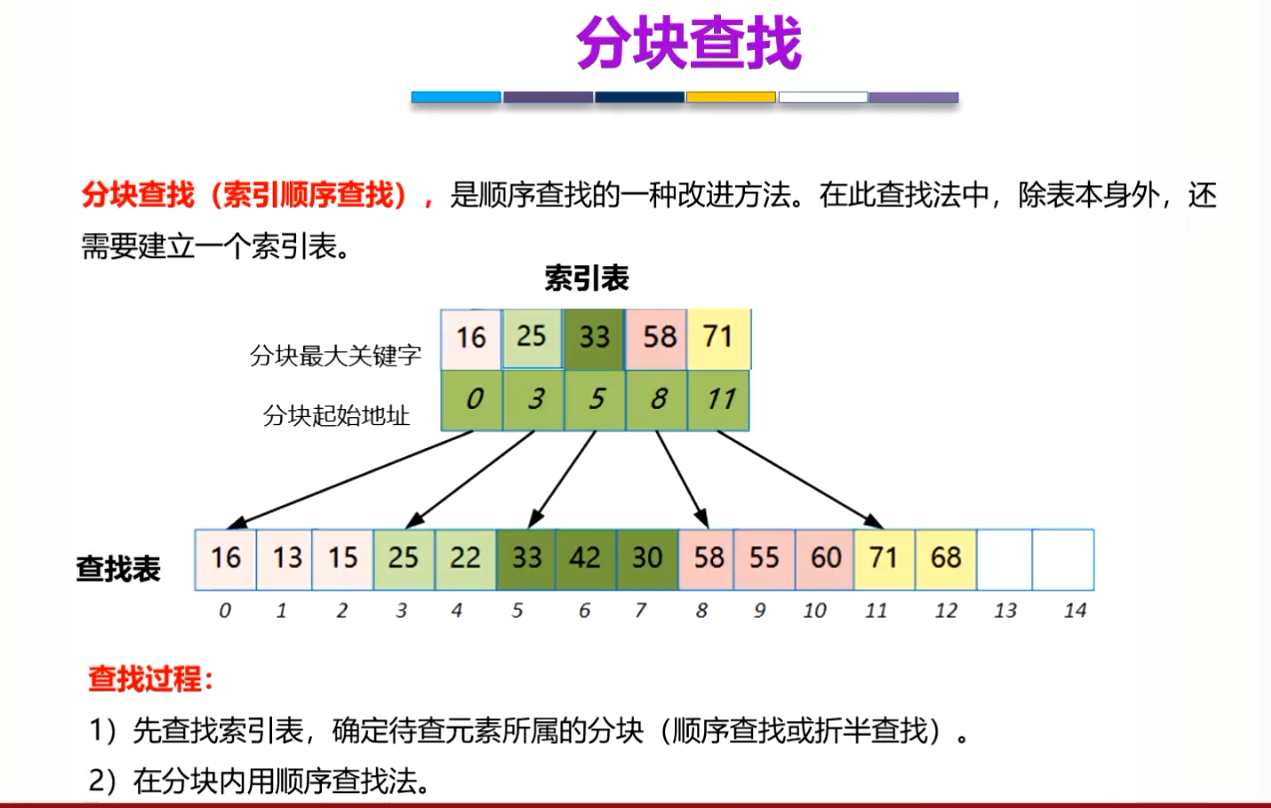 分块查找
分块查找（索引顺序查找），是顺序查找的一种改进方法。在此查找法中，除表本身外，还
需要建立一个索引表。
索引表
分块最大关键字 16 25 33 58 71
分块起始地址 0 3 5 8 11
查找表 16 13 15 25 22 33 42 30 58 55 60 71 68
0 1 2 3 4 5 6 7 8 9 10 11 12 13 14
查找过程：
1）先查找索引表，确定待查元素所属的分块（顺序查找或折半查找）。
2）在分块内用顺序查找法。